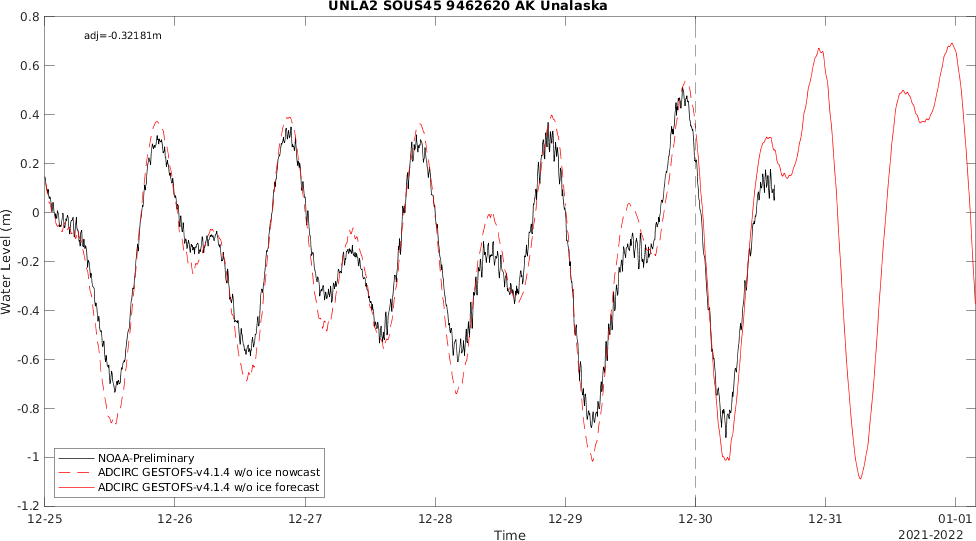 UNLA2 SOUS45 9462620 AK Unalaska
adj=-0.32181m
0.8
0.6
0.4
0.2
0
-0.2
-0.4
-0.6
-0.8
-1
-1.2
Water Level (m)
NOAA-Preliminary
ADCIRC GESTOFS-v4.1.4 w/o ice nowcast
ADCIRC GESTOFS-v4.1.4 w/o ice forecast
12-25 12-26 12-27 12-28 12-29 12-30 12-31 01-01
Time
2021-2022